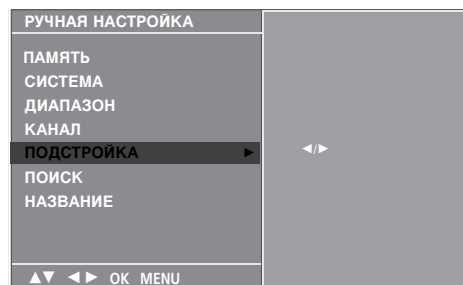 РУЧНАЯ НАСТРОЙКА
ПАМЯТЬ
СИСТЕМА
ДИАПАЗОН
КАНАЛ
ПОДСТРОЙКА ► ◄/►
ПОИСК
НАЗВАНИЕ
▲▼ ◄► OK MENU